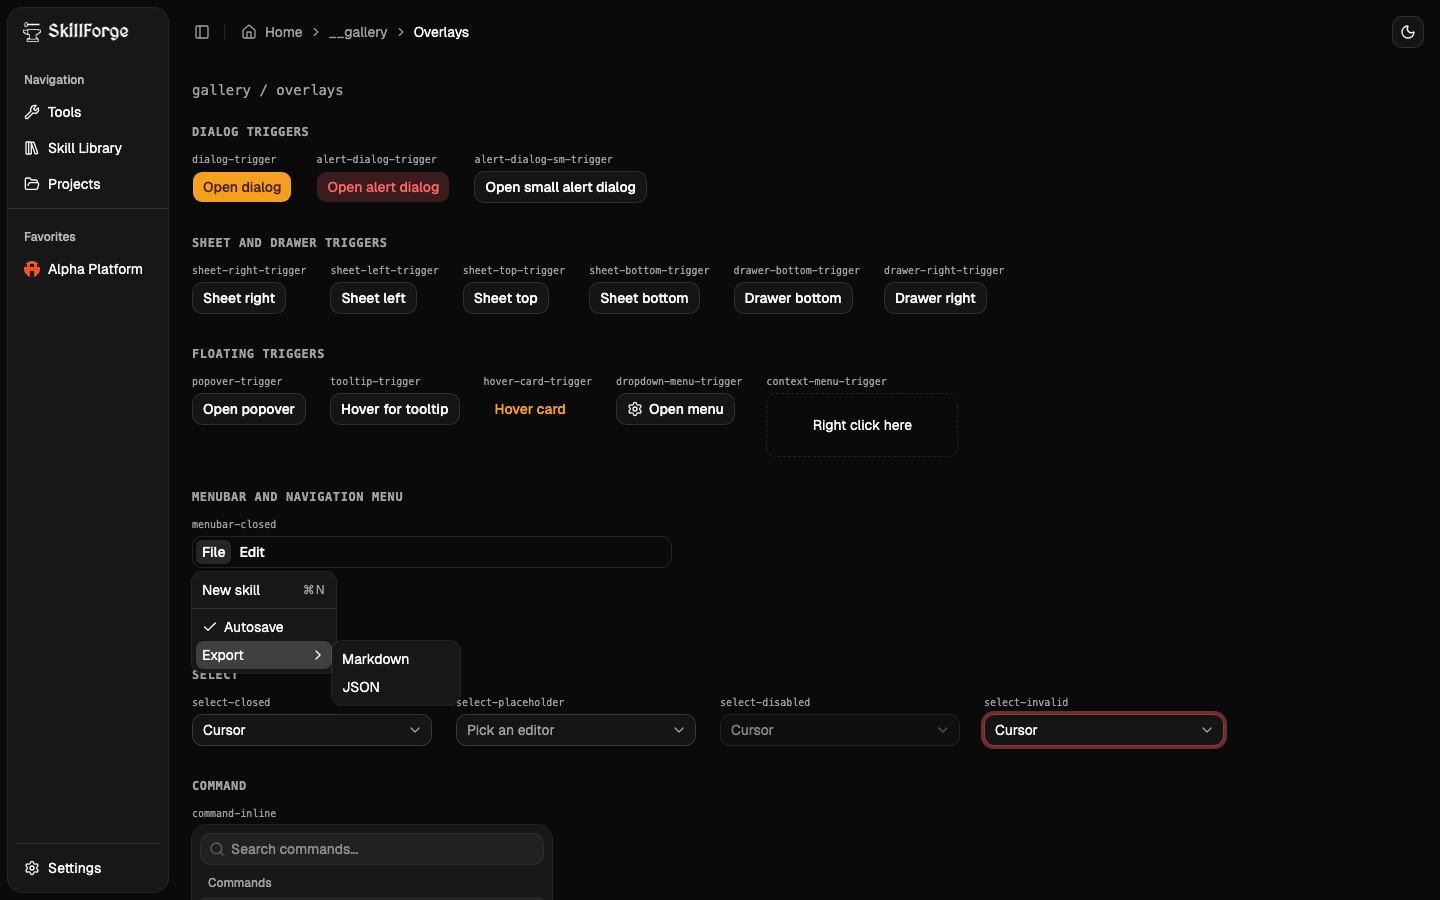 SkillForge
Home
__gallery
Overlays
Navigation
Tools
Skill Library
Projects
Favorites
Alpha Platform
Settings
gallery / overlays
DIALOG TRIGGERS
dialog-trigger
alert-dialog-trigger
alert-dialog-sm-trigger
Open dialog
Open alert dialog
Open small alert dialog
SHEET AND DRAWER TRIGGERS
sheet-right-trigger
sheet-left-trigger
sheet-top-trigger
sheet-bottom-trigger
drawer-bottom-trigger
drawer-right-trigger
Sheet right
Sheet left
Sheet top
Sheet bottom
Drawer bottom
Drawer right
FLOATING TRIGGERS
popover-trigger
tooltip-trigger
hover-card-trigger
dropdown-menu-trigger
context-menu-trigger
Open popover
Hover for tooltip
Hover card
Open menu
Right click here
MENUBAR AND NAVIGATION MENU
menubar-closed
File
Edit
New skill ⌘N
Autosave
Export
Markdown
JSON
SELECT
select-closed
select-placeholder
select-disabled
select-invalid
Cursor
Pick an editor
Cursor
Cursor
COMMAND
command-inline
Search commands...
Commands